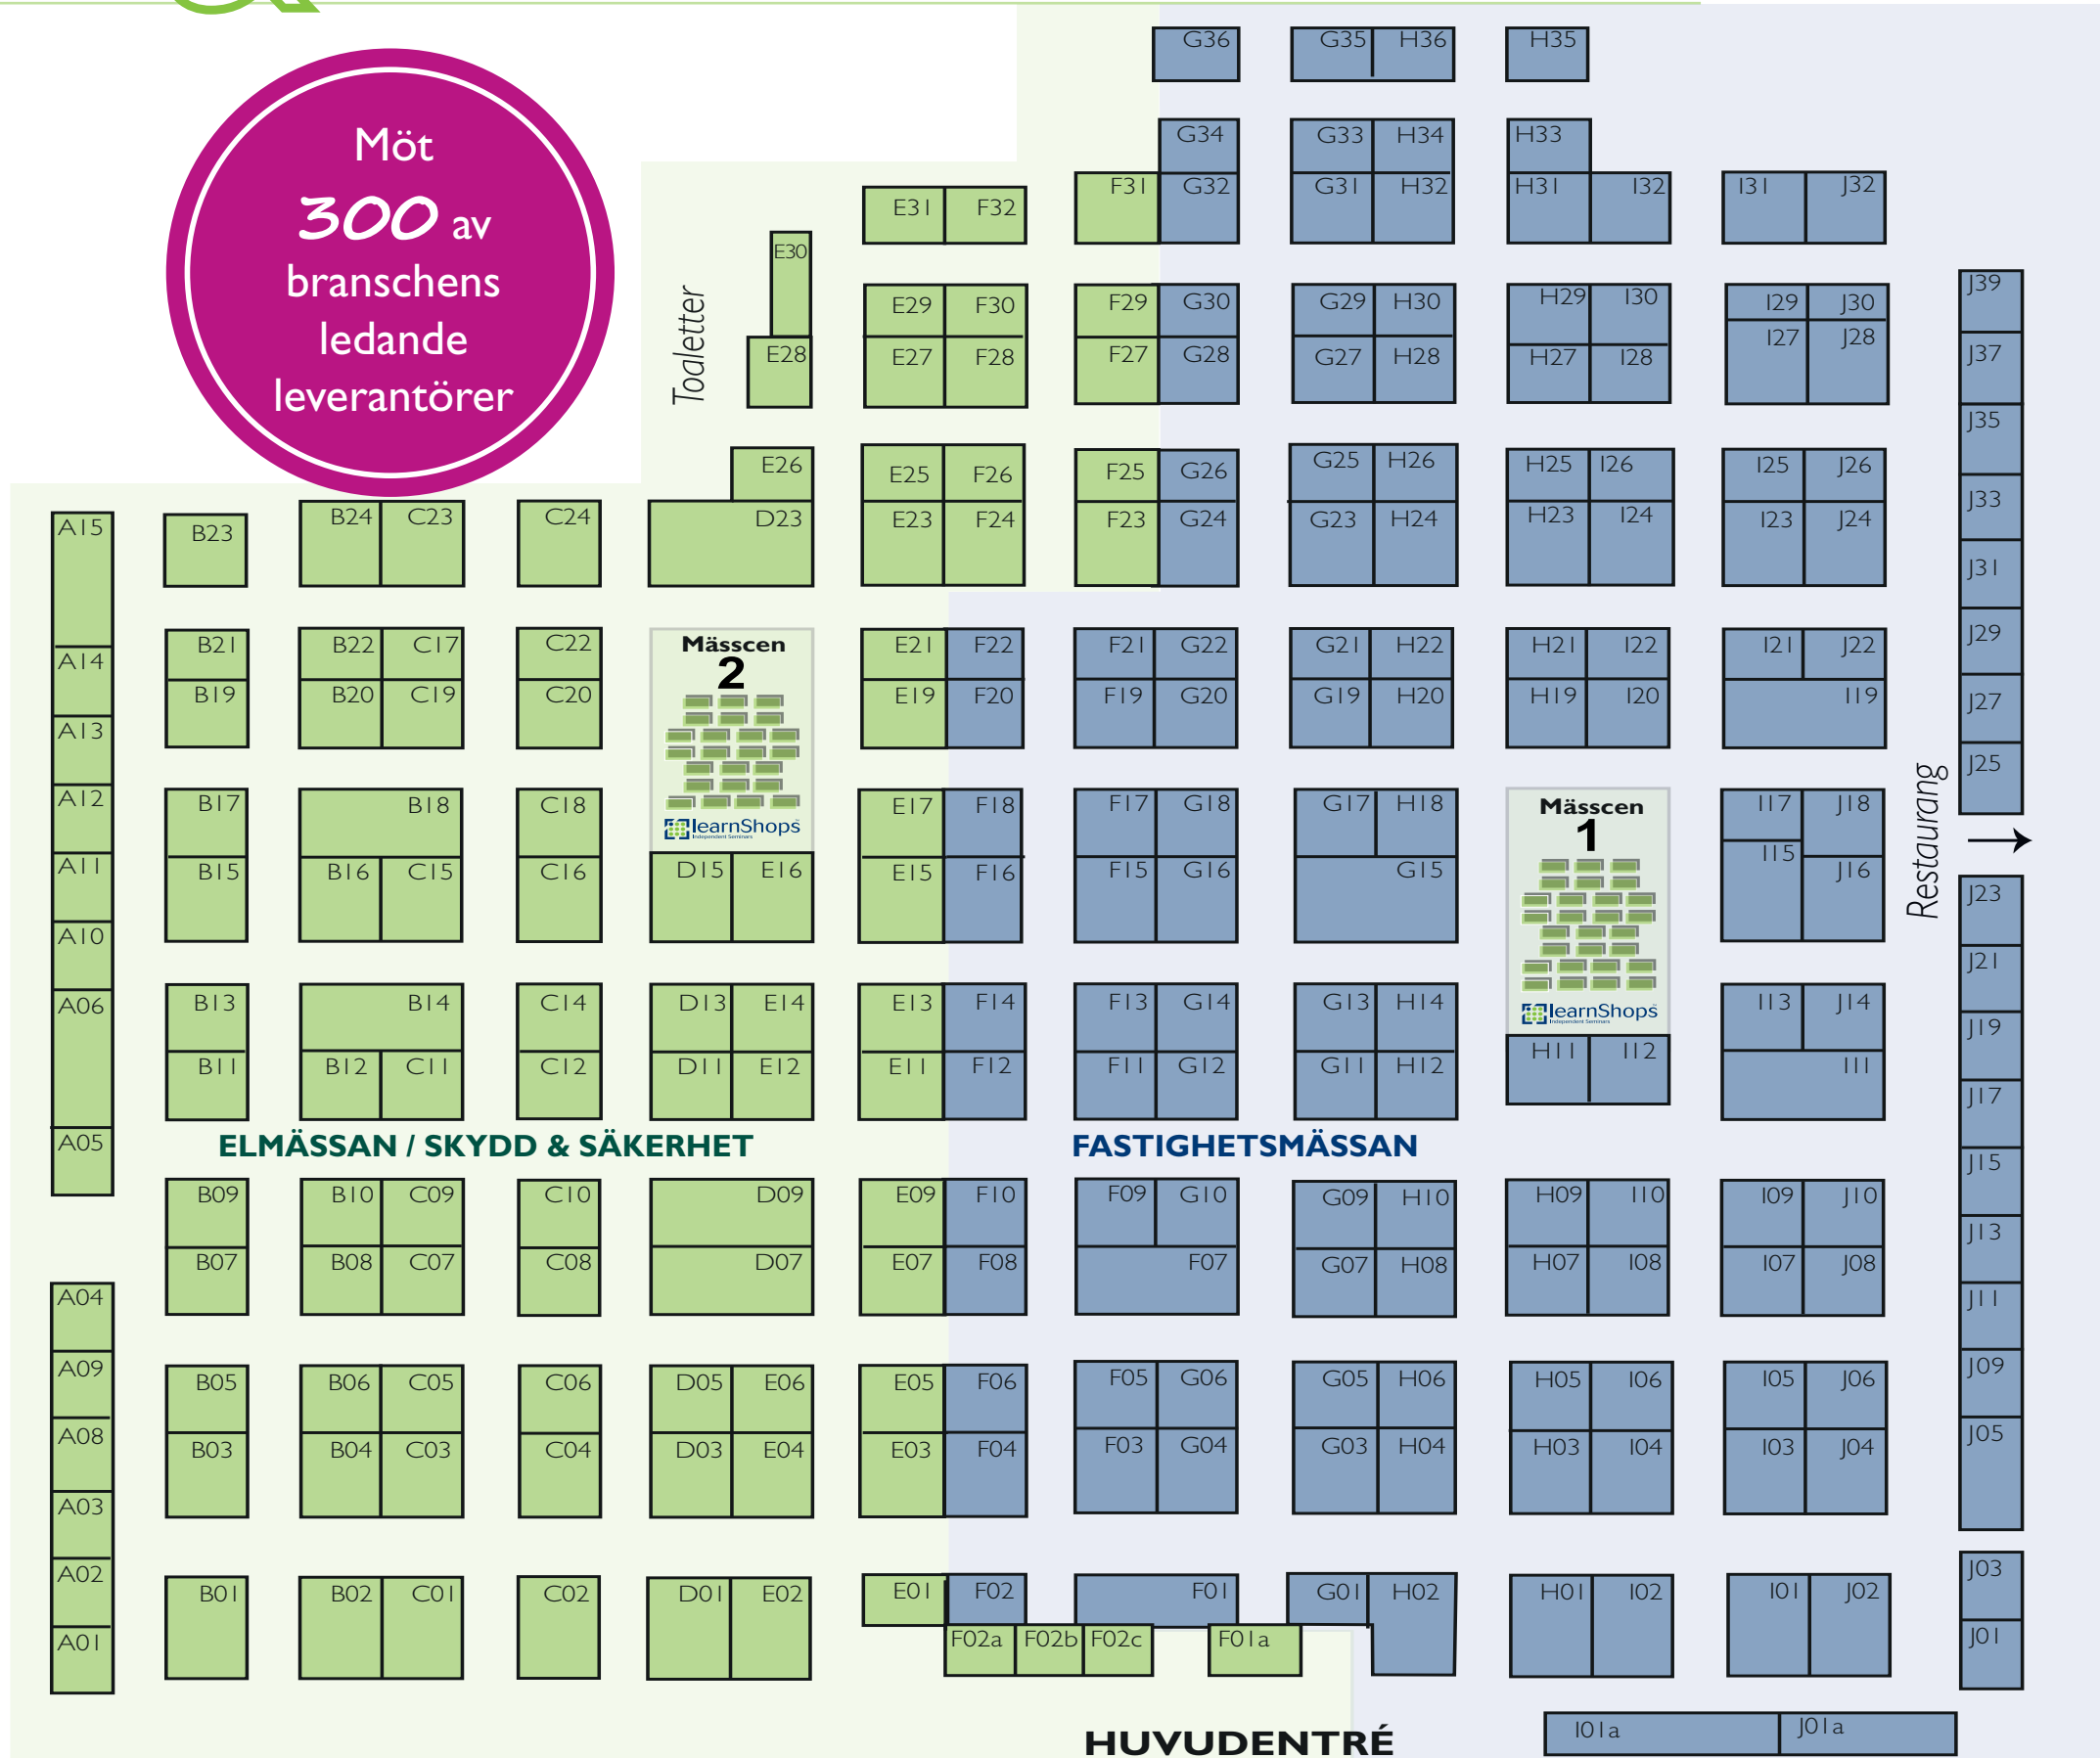 G36 G35 H36 H35
Möt
300 av
branschens
ledande
leverantörer
G34 G33 H34 H33
F31 G32 G31 H32 H31 I32 I31 J32
E31 F32
E30
Toaletter
E29 F30 F29 G30 G29 H30 H29 I30 I29 J30 J39
E28 E27 F28 F27 G28 G27 H28 H27 I28 I27 J28 J37
J35
E26 E25 F26 F25 G26 G25 H26 H25 I26 I25 J26
A15 B23 B24 C23 C24 D23 E23 F24 F23 G24 G23 H24 H23 I24 I23 J24 J33
J31
A14 B21 B22 C17 C22 Mässcen E21 F22 F21 G22 G21 H22 H21 I22 I21 J22 J29
2
A13 B19 B20 C19 C20 E19 F20 F19 G20 G19 H20 H19 I20 I19 J27
J25
Restaurang
A12 B17 B18 C18 E17 F18 F17 G18 G17 H18 Mässcen I17 J18
1
learnShops
Independent Seminars
A11 B15 B16 C15 C16 D15 E16 E15 F16 F15 G16 G15 I15 J16 J23
A10 J21
A06 B13 B14 C14 D13 E14 E13 F14 F13 G14 G13 H14 I13 J14 J19
learnShops
Independent Seminars
B11 B12 C11 C12 D11 E12 E11 F12 F11 G12 G11 H12 H11 I12 I11 J17
A05 ELMÄSSAN / SKYDD & SÄKERHET FASTIGHETSMÄSSAN J15
B09 B10 C09 C10 D09 E09 F10 F09 G10 G09 H10 H09 I10 I09 J10 J13
B07 B08 C07 C08 D07 E07 F08 F07 G07 H08 H07 I08 I07 J08
A04 J11
A09 B05 B06 C05 C06 D05 E06 E05 F06 F05 G06 G05 H06 H05 I06 I05 J06 J09
A08 B03 B04 C03 C04 D03 E04 E03 F04 F03 G04 G03 H04 H03 I04 I03 J04 J05
A03
A02 B01 B02 C01 C02 D01 E02 E01 F02 F01 G01 H02 H01 I02 I01 J02 J03
A01 F02a F02b F02c F01a J01
HUVUDENTRÉ I01a J01a